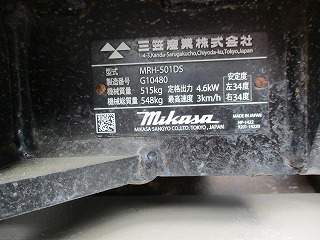 三笠産業株式会社
1-4-3,Kanda-Sarugakucho,Chiyoda-ku,Tokyo,Japan
型式 MRH-501DS
製造番号 G10480
機械質量 515kg 定格出力 4.6kW 安定度 左34度
機械総質量 548kg 最高速度 3km/h 右34度
Mikasa
MIKASA SANGYO CO.,LTD. TOKYO, JAPAN
MADE IN JAPAN